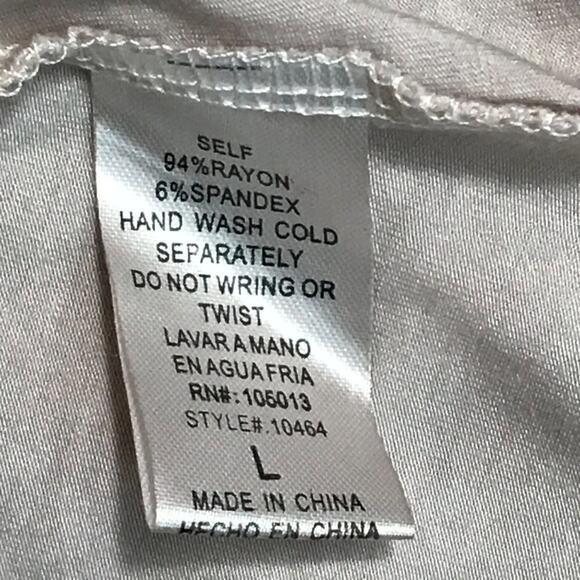 SELF
94%RAYON
6%SPANDEX
HAND WASH COLD
SEPARATELY
DO NOT WRING OR
TWIST
LAVAR A MANO
EN AGUA FRIA
RN#: 105013
STYLE#.10464
L
MADE IN CHINA
HECHO EN CHINA